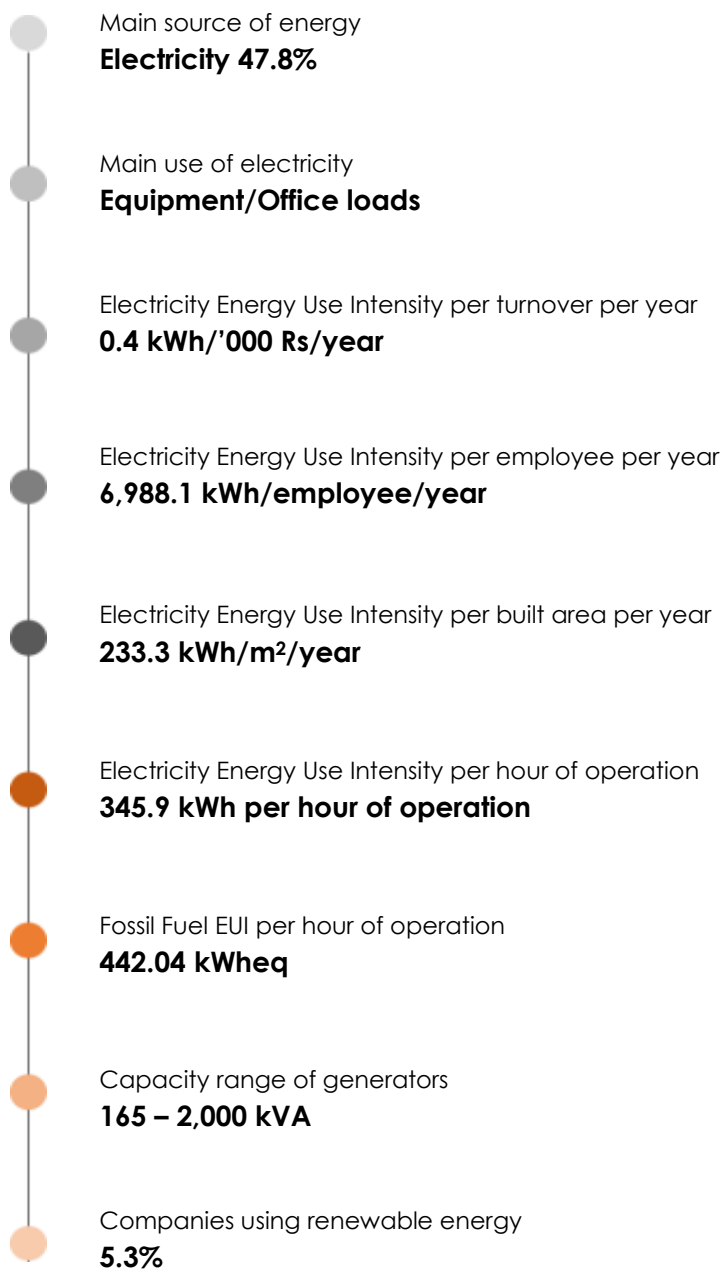 Main source of energy
Electricity 47.8%
Main use of electricity
Equipment/Office loads
Electricity Energy Use Intensity per turnover per year
0.4 kWh/’000 Rs/year
Electricity Energy Use Intensity per employee per year
6,988.1 kWh/employee/year
Electricity Energy Use Intensity per built area per year
233.3 kWh/m²/year
Electricity Energy Use Intensity per hour of operation
345.9 kWh per hour of operation
Fossil Fuel EUI per hour of operation
442.04 kWheq
Capacity range of generators
165 – 2,000 kVA
Companies using renewable energy
5.3%